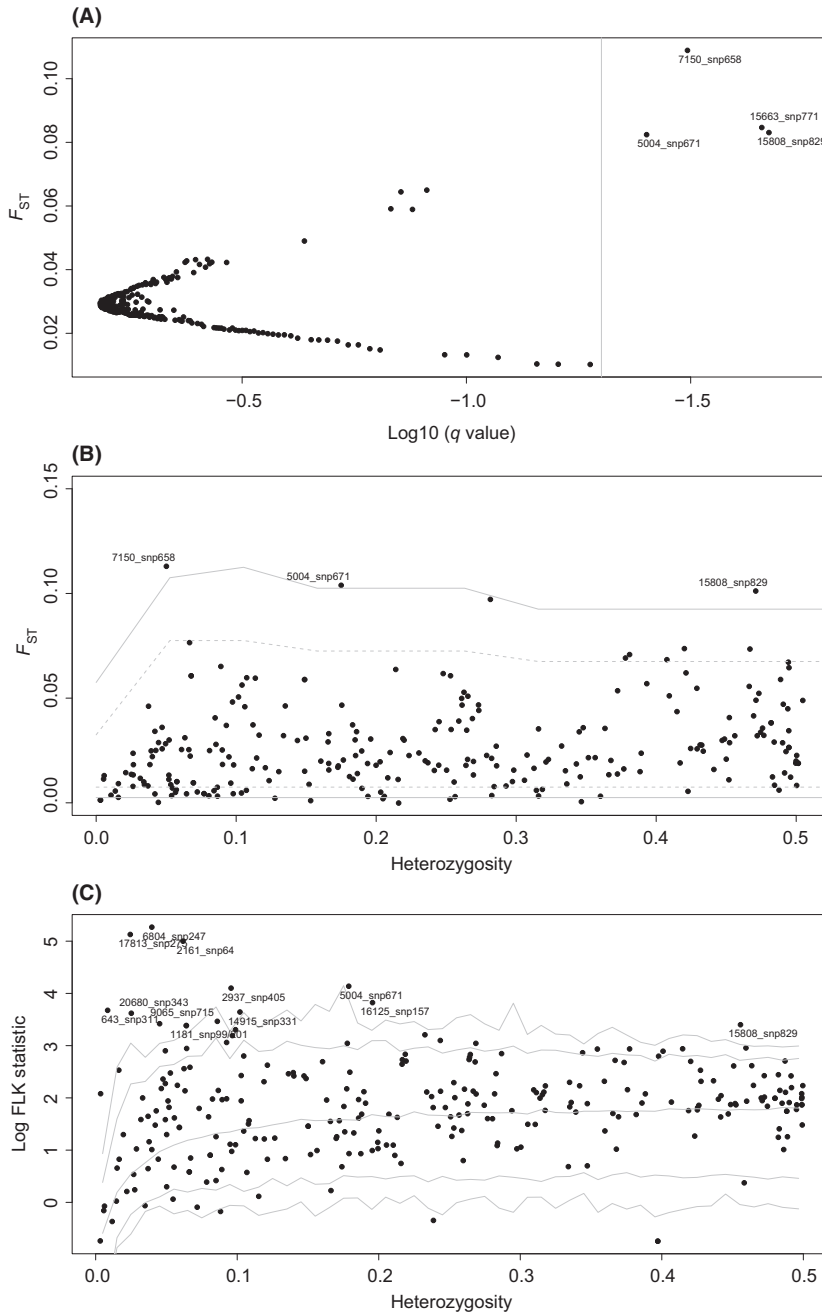 (A)
7150_snp658
15663_snp771
5004_snp671
15808_snp829
0.10
0.08
0.06
0.04
0.02
FST
−0.5
−1.0
−1.5
Log10 (q value)
(B)
7150_snp658
5004_snp671
15808_snp829
0.15
0.10
0.05
0.00
FST
0.0
0.1
0.2
0.3
0.4
0.5
Heterozygosity
(C)
6804_snp247
17813_snp275
2161_snp64
20680_snp343
2937_snp405
5004_snp671
9065_snp715
16125_snp157
643_snp311
14915_snp331
1181_snp99/101
15808_snp829
5
4
3
2
1
0
Log FLK statistic
0.0
0.1
0.2
0.3
0.4
0.5
Heterozygosity